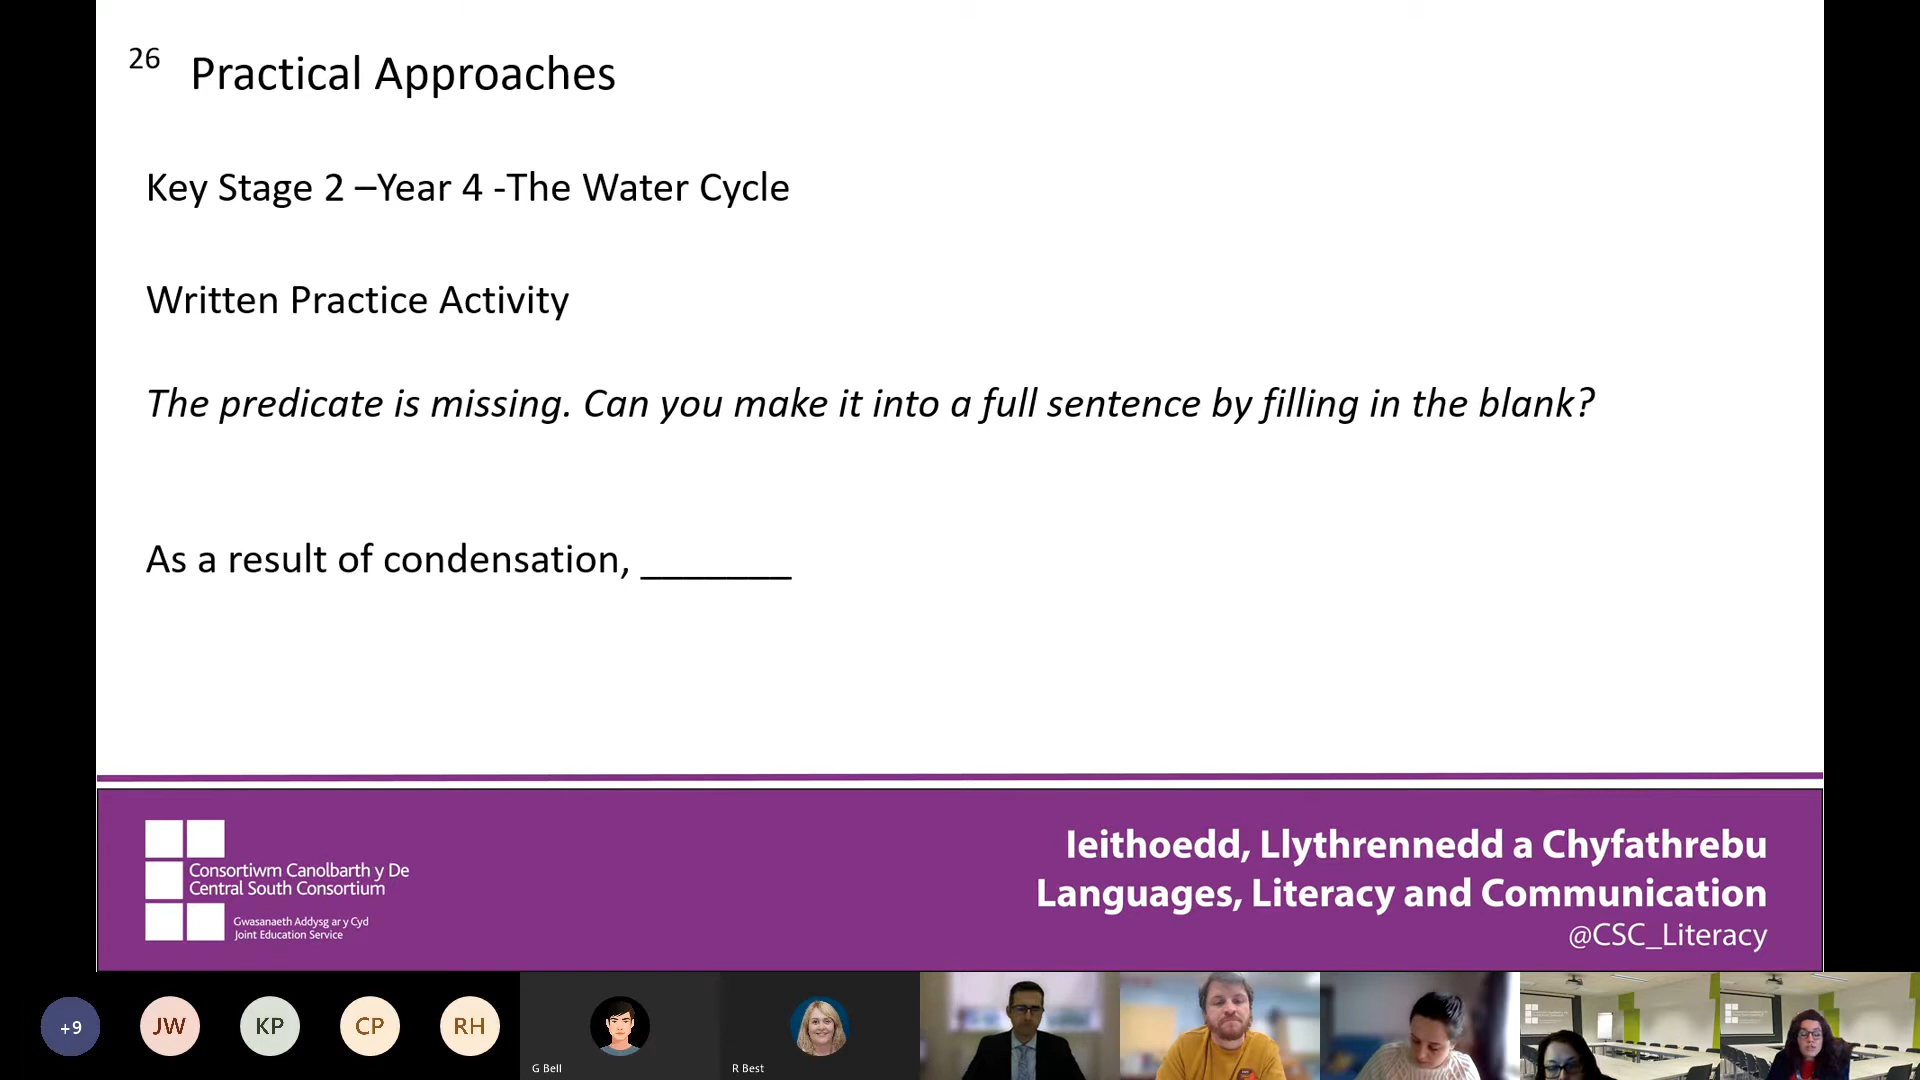 26
Practical Approaches
Key Stage 2 –Year 4 -The Water Cycle
Written Practice Activity
The predicate is missing. Can you make it into a full sentence by filling in the blank?
As a result of condensation, _______
Consortiwm Canolbarth y De
Central South Consortium
Gwasanaeth Addysg ar y Cyd
Joint Education Service
Ieithoedd, Llythrennedd a Chyfathrebu
Languages, Literacy and Communication
@CSC_Literacy
+9
JW
KP
CP
RH
G Bell
R Best